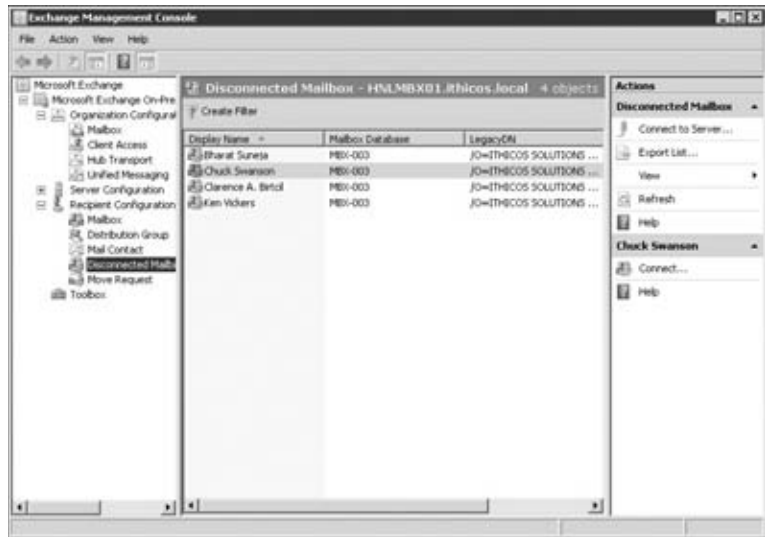 Exchange Management Console
File Action View Help
Microsoft Exchange
Microsoft Exchange On-Pre
Organization Configural
Mailbox
Client Access
Hub Transport
Unified Messaging
Server Configuration
Recipient Configuration
Mailbox
Distribution Group
Mail Contact
Disconnected Mailb
Move Request
Toolbox
Disconnected Mailbox - HNLMBX01.ithicos.local 4 objects
Create Filter
Display Name Mailbox Database LegacyDN
Bharat Suneja MBX-003 /O=ITHICOS SOLUTIONS ...
Chuck Swanson MBX-003 /O=ITHICOS SOLUTIONS ...
Clarence A. Birtcil MBX-003 /O=ITHICOS SOLUTIONS ...
Ken Vickers MBX-003 /O=ITHICOS SOLUTIONS ...
Actions
Disconnected Mailbox
Connect to Server...
Export List...
View
Refresh
Help
Chuck Swanson
Connect...
Help